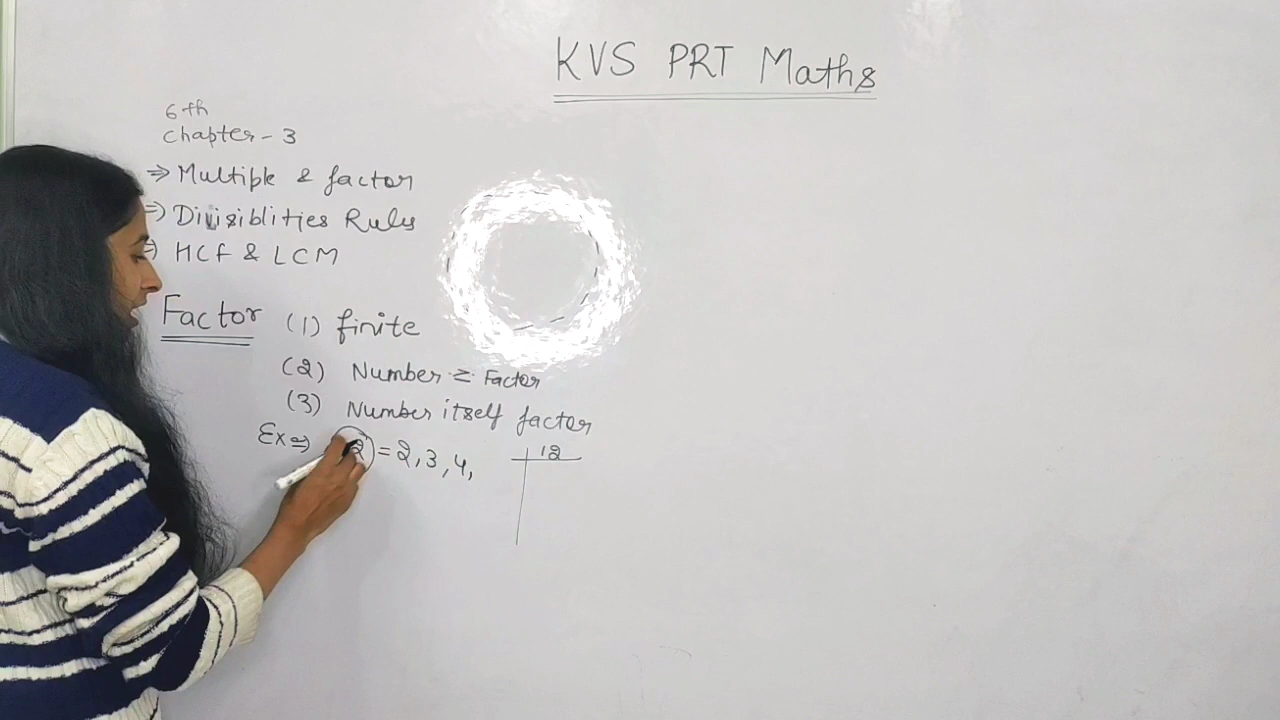 KVS PRT Maths
6th
Chapter - 3
⇒ Multiple & factor
⇒ Divisiblities Rules
⇒ HCF & LCM
Factor (1) finite
(2) Number ≥ Factor
(3) Number itself factor
Ex ⇒ 2 = 2, 3, 4,
12